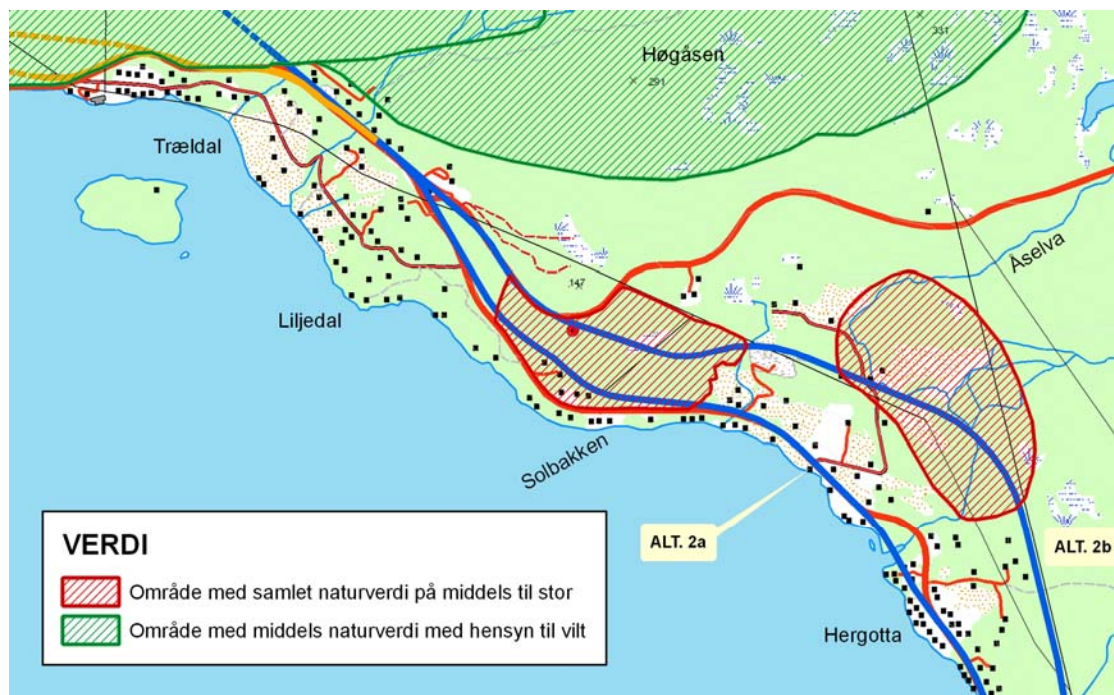 331
Høgåsen
291
Trældal
Åselva
147
Liljedal
Solbakken
ALT. 2a
ALT. 2b
Hergotta
VERDI
Område med samlet naturverdi på middels til stor
Område med middels naturverdi med hensyn til vilt